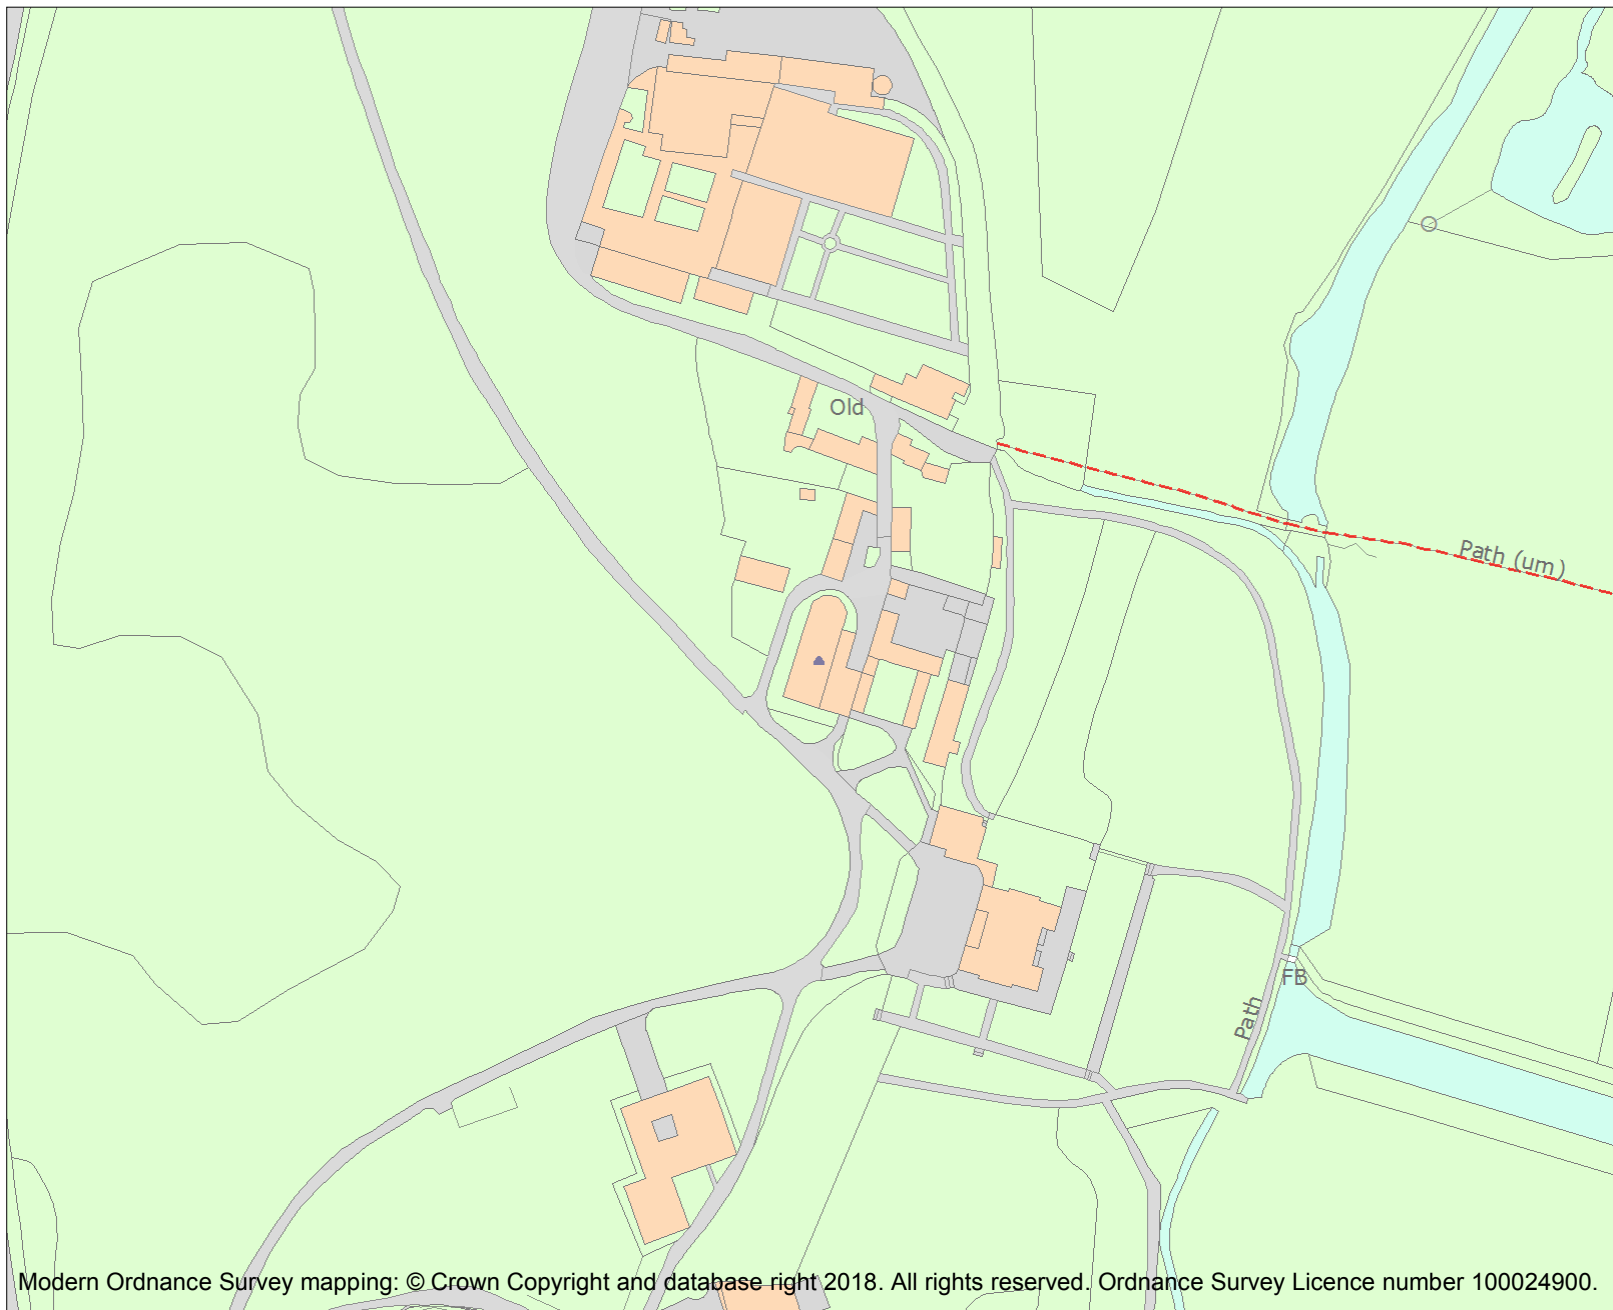 Old
Path (um)
FB
Path
Modern Ordnance Survey mapping: © Crown Copyright and database right 2018. All rights reserved. Ordnance Survey Licence number 100024900.